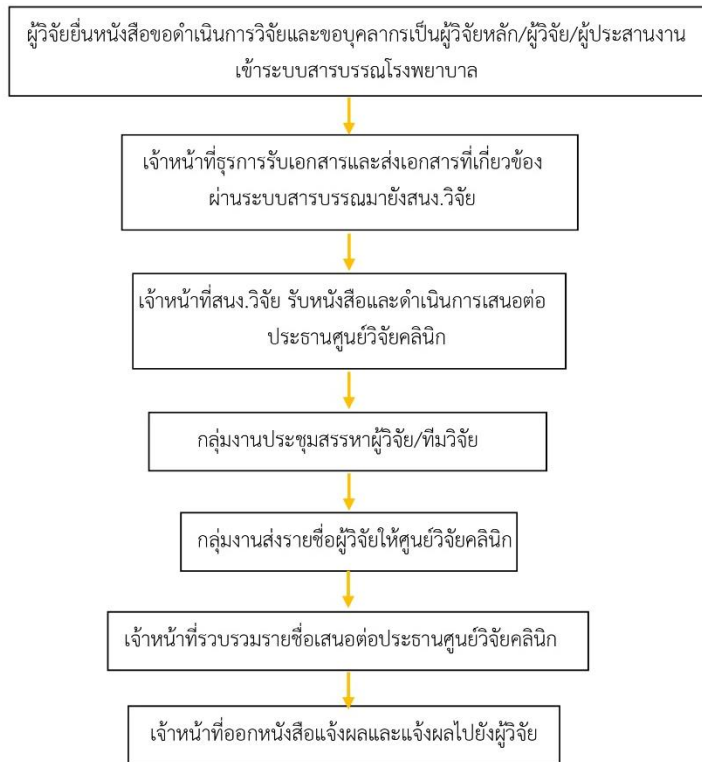 ผู้วิจัยยื่นหนังสือขอดำเนินการวิจัยและขอบุคลากรเป็นผู้วิจัยหลัก/ผู้วิจัย/ผู้ประสานงาน
เข้าระบบสารบรรณโรงพยาบาล
เจ้าหน้าที่ธุรการรับเอกสารและส่งเอกสารที่เกี่ยวข้อง
ผ่านระบบสารบรรณมายังสนง.วิจัย
เจ้าหน้าที่สนง.วิจัย รับหนังสือและดำเนินการเสนอต่อ
ประธานศูนย์วิจัยคลินิก
กลุ่มงานประชุมสรรหาผู้วิจัย/ทีมวิจัย
กลุ่มงานส่งรายชื่อผู้วิจัยให้ศูนย์วิจัยคลินิก
เจ้าหน้าที่รวบรวมรายชื่อเสนอต่อประธานศูนย์วิจัยคลินิก
เจ้าหน้าที่ออกหนังสือแจ้งผลและแจ้งผลไปยังผู้วิจัย